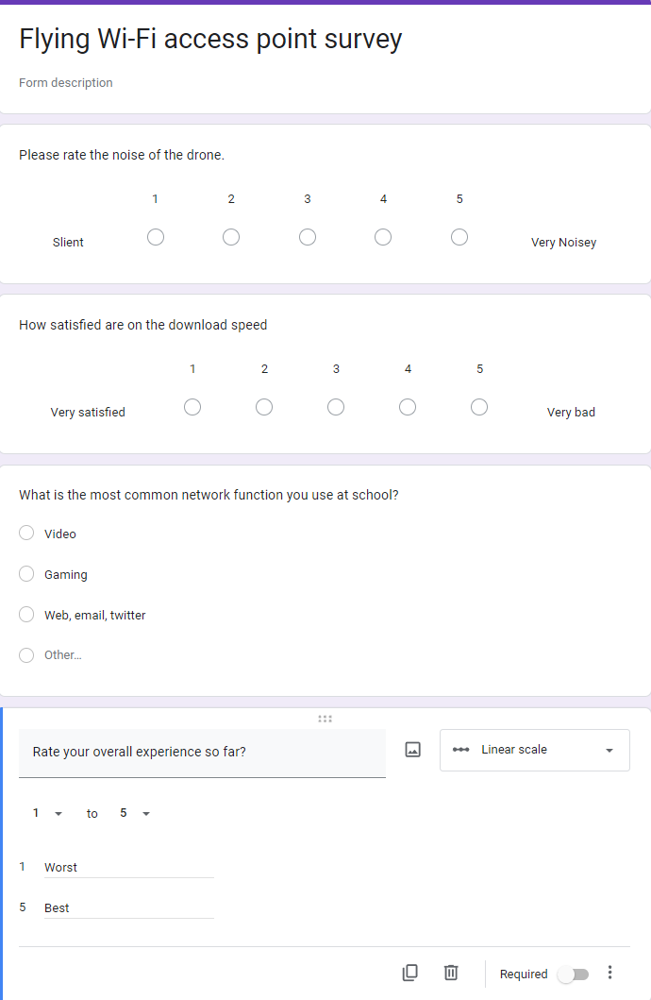 Flying Wi-Fi access point survey
Form description
Please rate the noise of the drone.
1 2 3 4 5
Slient Very Noisey
How satisfied are on the download speed
1 2 3 4 5
Very satisfied Very bad
What is the most common network function you use at school?
Video
Gaming
Web, email, twitter
Other...
Rate your overall experience so far?
Linear scale
1 to 5
1 Worst
5 Best
Required